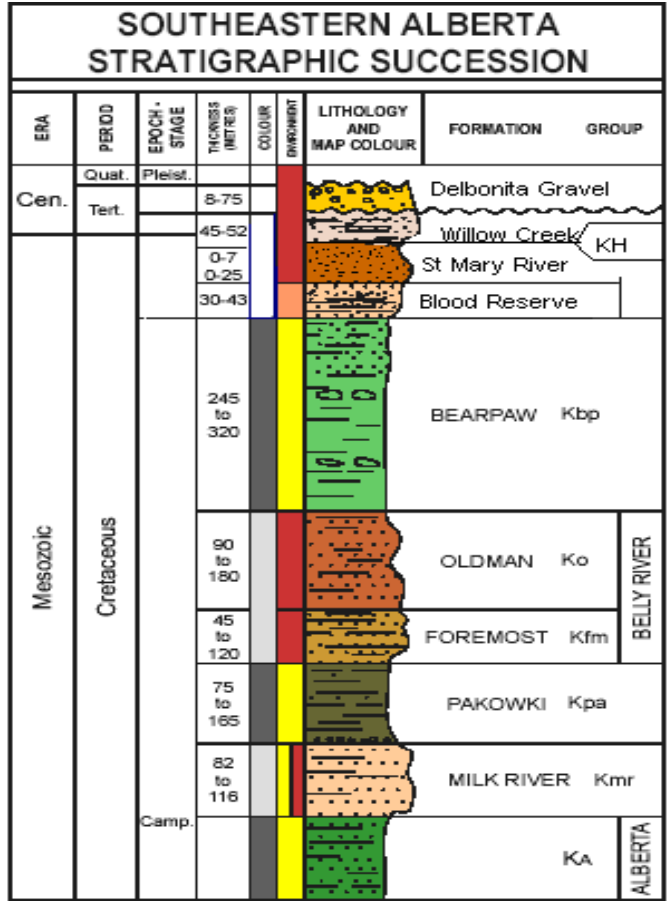 SOUTHEASTERN ALBERTA
STRATIGRAPHIC SUCCESSION
ERA
PERIOD
EPOCH -
STAGE
THICKNESS
(METRES)
COLOUR
ENVIRONMENT
LITHOLOGY
AND
MAP COLOUR
FORMATION GROUP
Cen.
Quat. Pleist.
Tert.
8-75
Delbonita Gravel
45-52
Willow Creek
KH
0-7
0-25
St Mary River
30-43
Blood Reserve
245
to
320
BEARPAW Kbp
Mesozoic
Cretaceous
90
to
180
OLDMAN Ko
BELLY RIVER
45
to
120
FOREMOST Kfm
75
to
165
PAKOWKI Kpa
82
to
116
MILK RIVER Kmr
Camp.
KA
ALBERTA